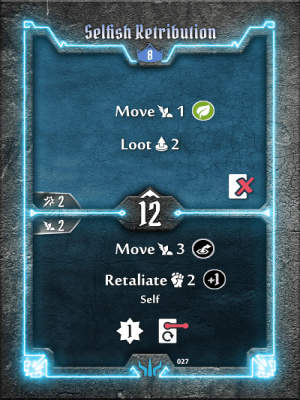 Selfish Retribution
8
Move 1
Loot 2
2
12
2
Move 3
Retaliate 2 +1
Self
1
027